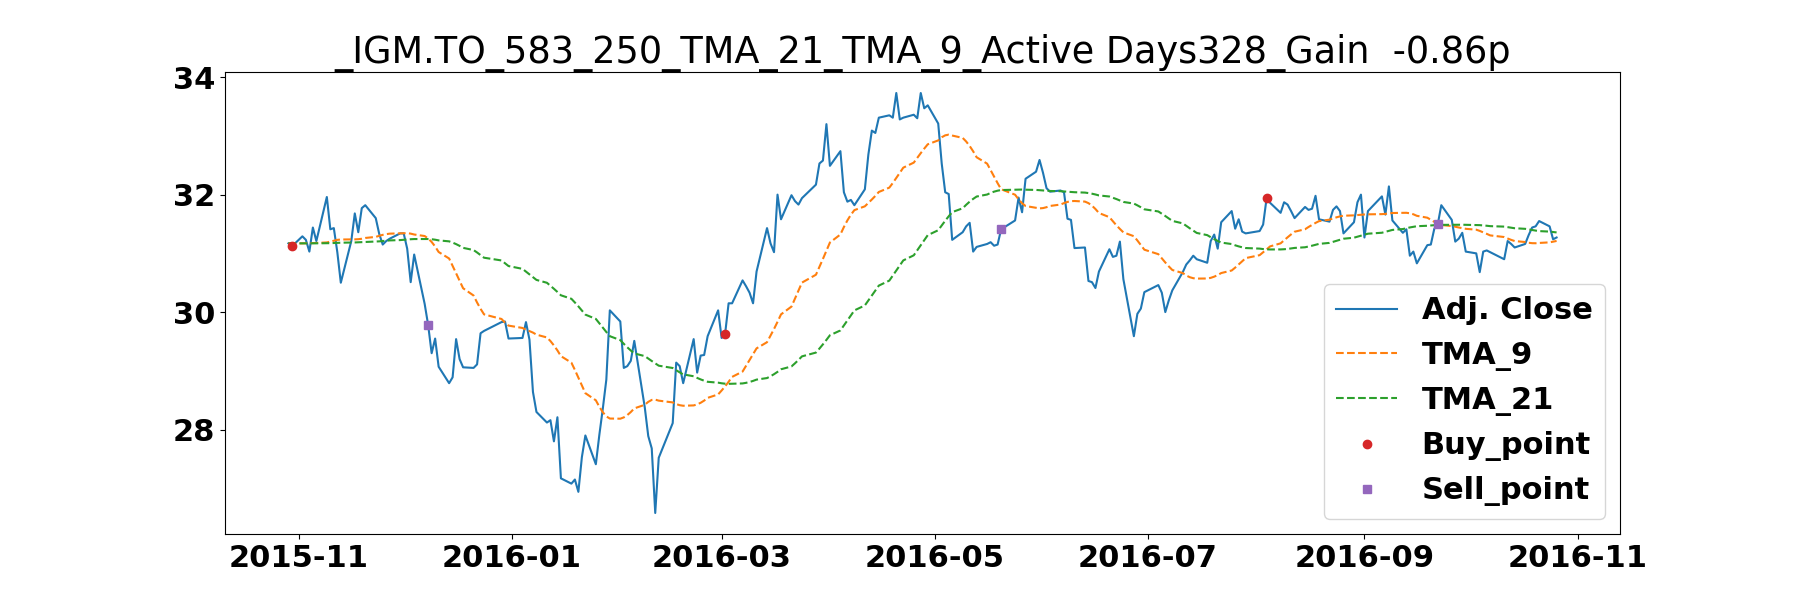 _IGM.TO_583_250_TMA_21_TMA_9_Active Days328_Gain  -0.86p
34
32
30
28
2015-11
2016-01
2016-03
2016-05
2016-07
2016-09
2016-11
Adj. Close
TMA_9
TMA_21
Buy_point
Sell_point